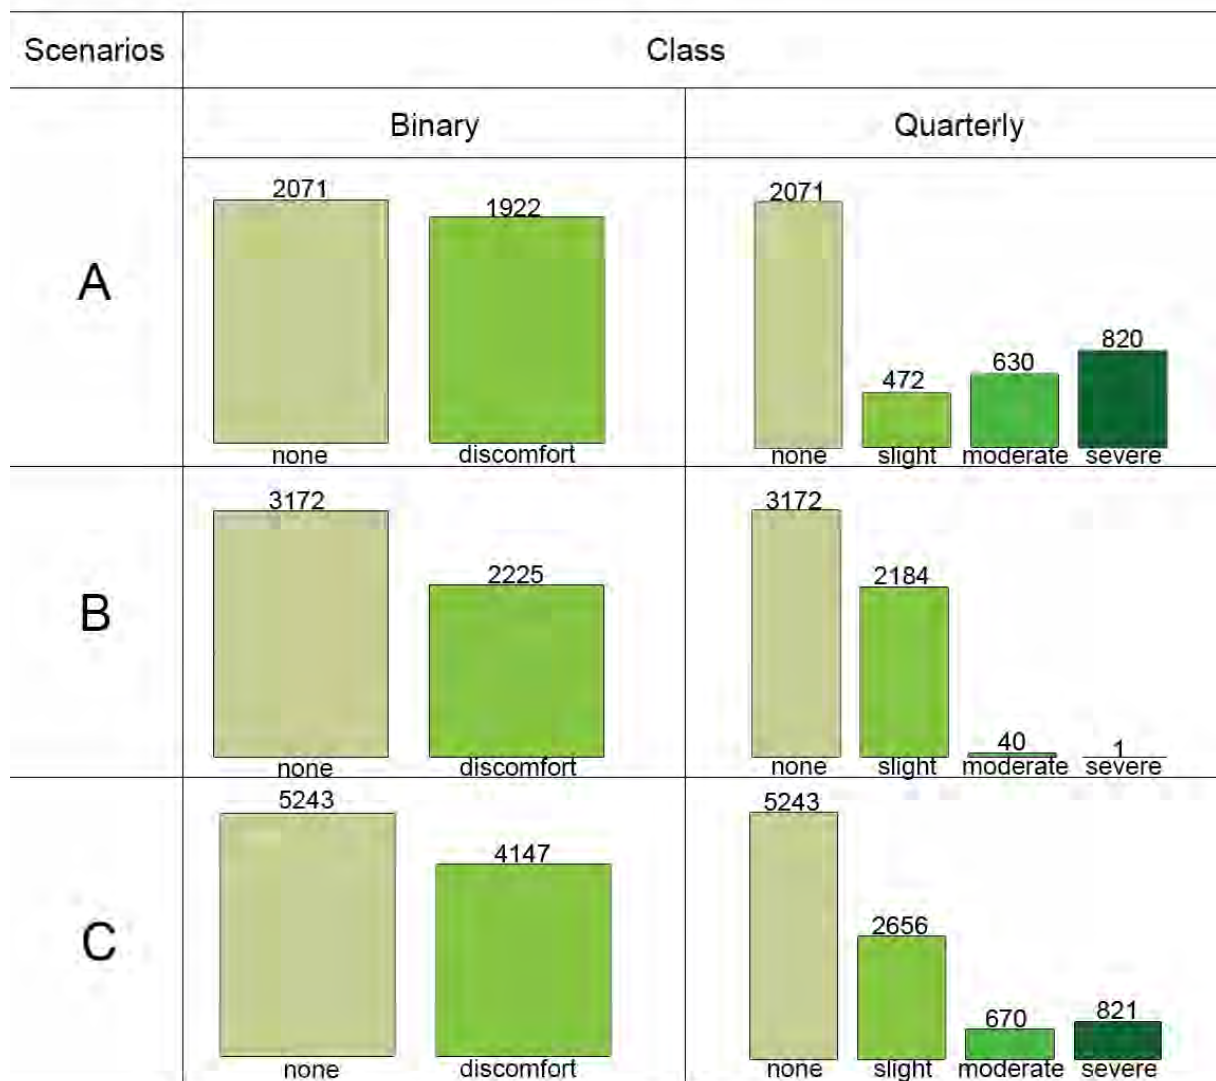 Scenarios Class
Binary Quarterly
A
2071 1922
none discomfort
2071 472 630 820
none slight moderate severe
B
3172 2225
none discomfort
3172 2184 40 1
none slight moderate severe
C
5243 4147
none discomfort
5243 2656 670 821
none slight moderate severe